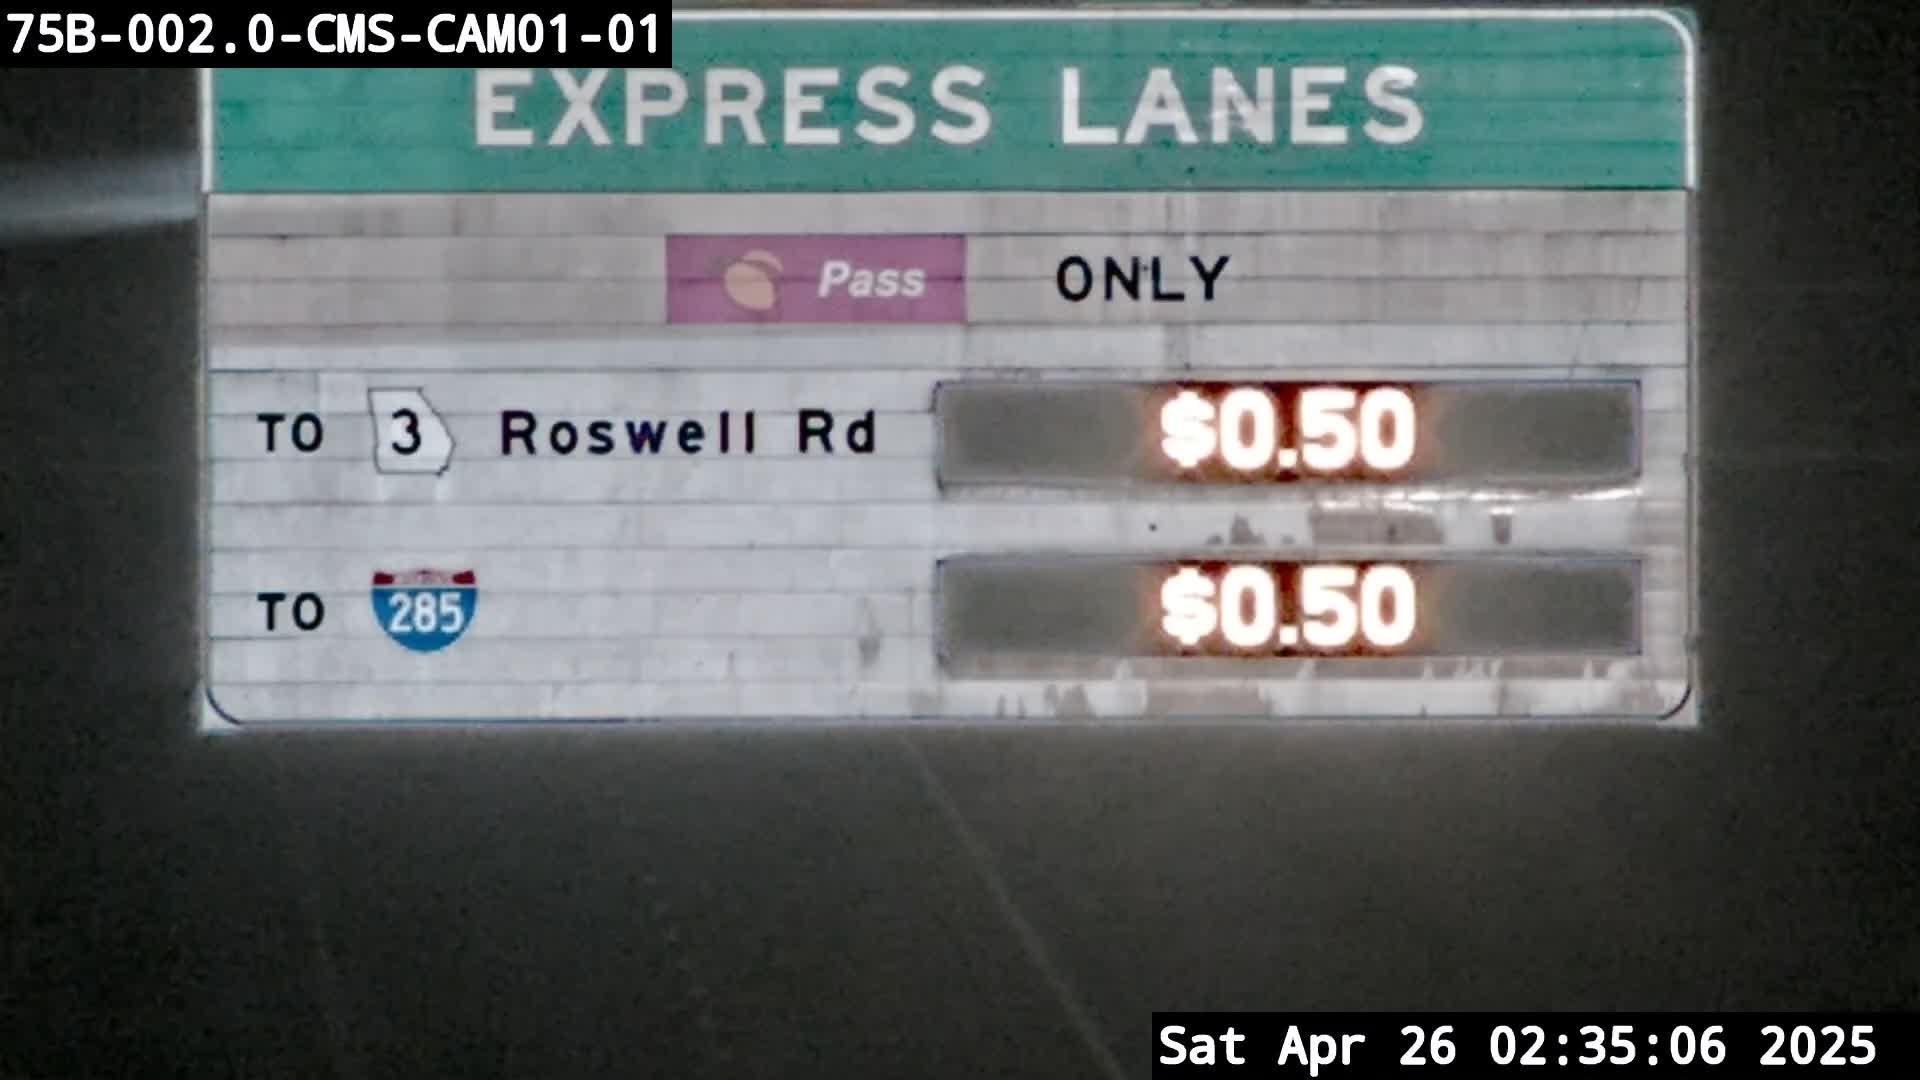 75B-002.0-CMS-CAM01-01
EXPRESS LANES
Pass ONLY
TO 3 Roswell Rd $0.50
TO 285 $0.50
Sat Apr 26 02:35:06 2025